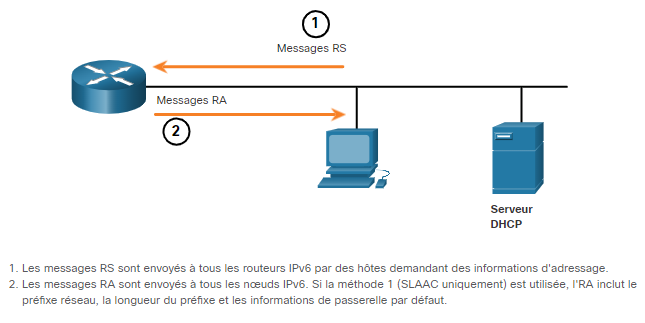 1
Messages RS
Messages RA
2
Serveur
DHCP
1. Les messages RS sont envoyés à tous les routeurs IPv6 par des hôtes demandant des informations d'adressage.
2. Les messages RA sont envoyés à tous les nœuds IPv6. Si la méthode 1 (SLAAC uniquement) est utilisée, l'RA inclut le
préfixe réseau, la longueur du préfixe et les informations de passerelle par défaut.